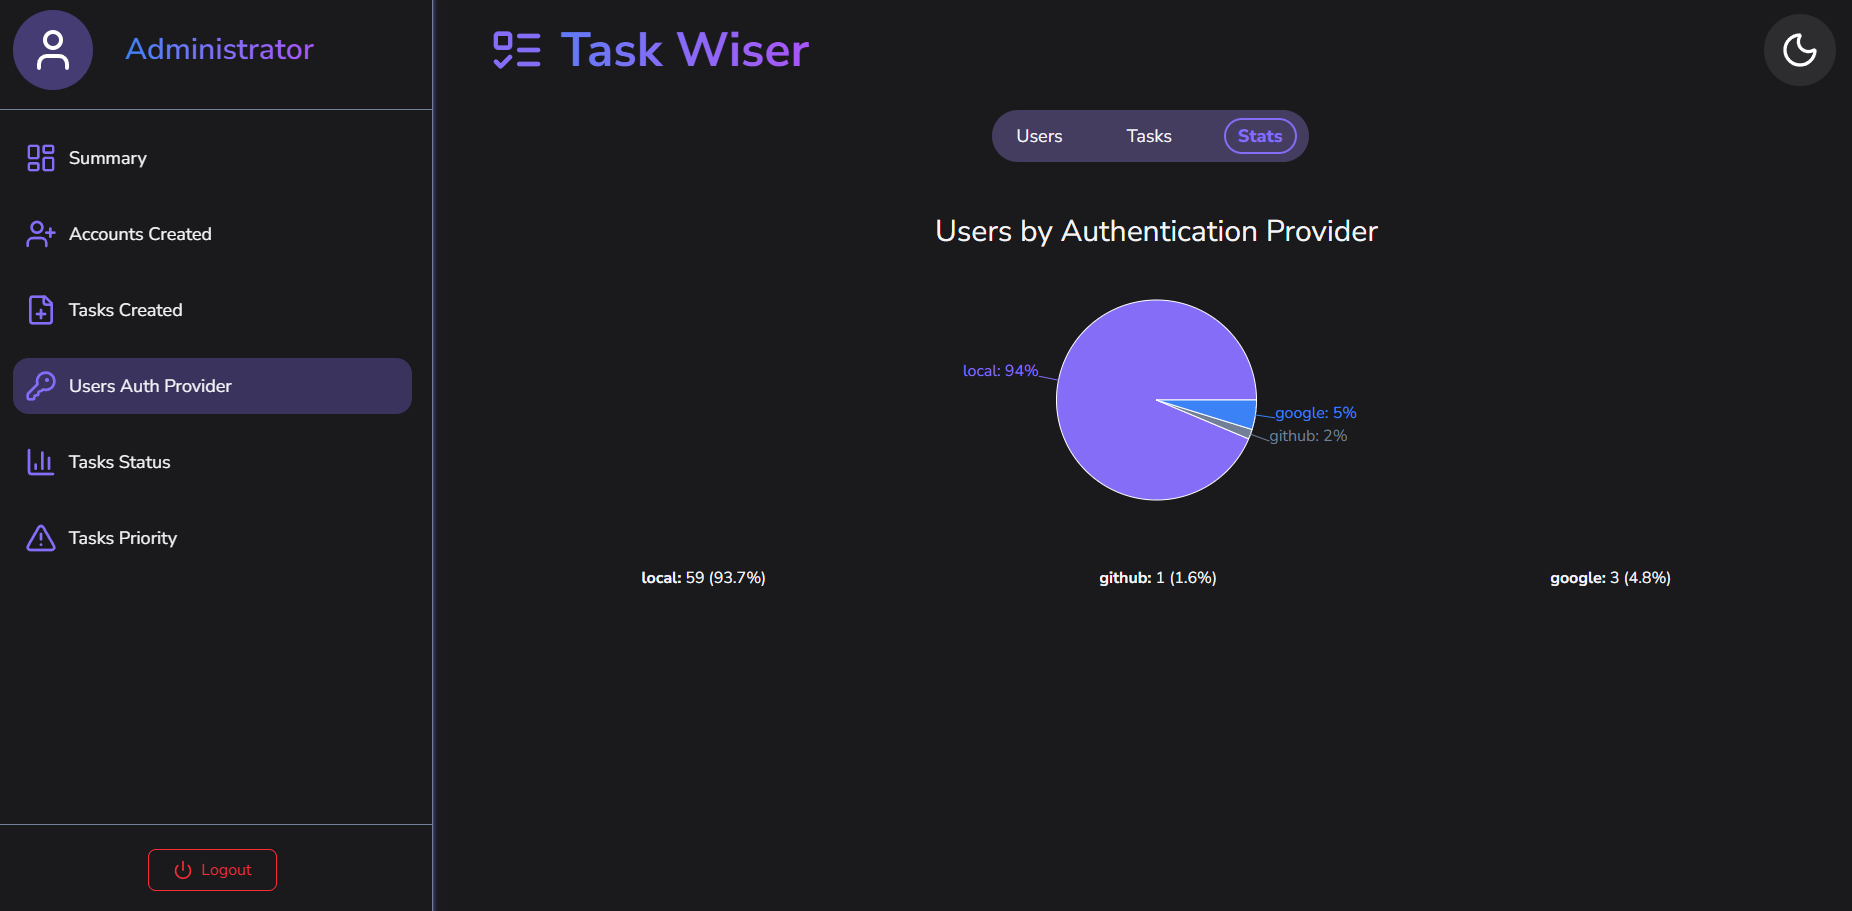 Administrator
Summary
Accounts Created
Tasks Created
Users Auth Provider
Tasks Status
Tasks Priority
Logout
Task Wiser
Users Tasks Stats
Users by Authentication Provider
local: 94%
google: 5%
github: 2%
local: 59 (93.7%)
github: 1 (1.6%)
google: 3 (4.8%)